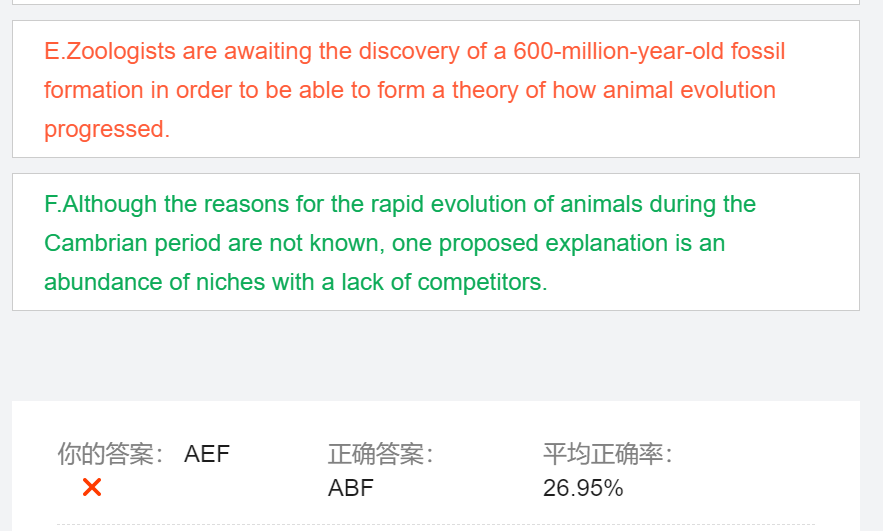 E.Zoologists are awaiting the discovery of a 600-million-year-old fossil
formation in order to be able to form a theory of how animal evolution
progressed.
F.Although the reasons for the rapid evolution of animals during the
Cambrian period are not known, one proposed explanation is an
abundance of niches with a lack of competitors.
你的答案： AEF 正确答案： 平均正确率：
ABF 26.95%